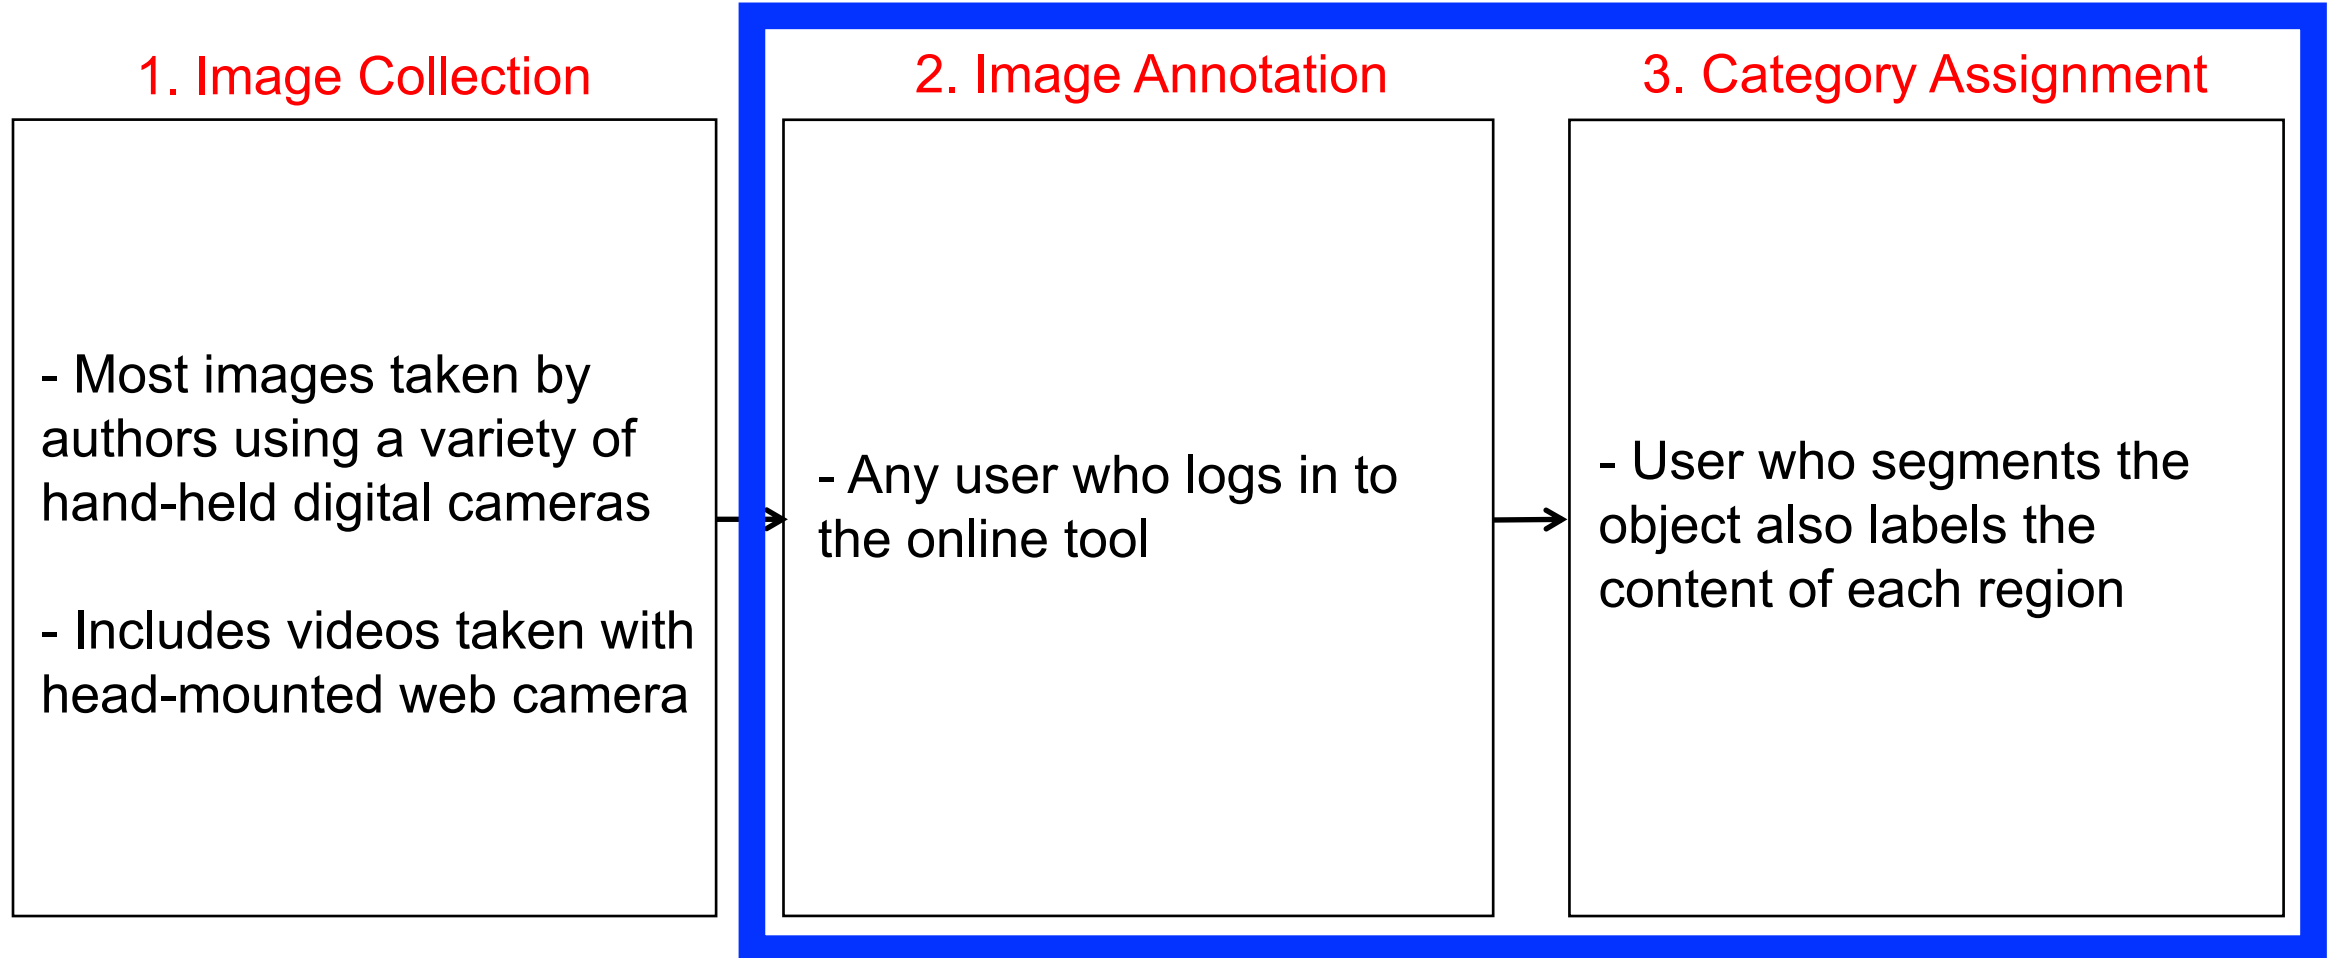 1. Image Collection
- Most images taken by
authors using a variety of
hand-held digital cameras
- Includes videos taken with
head-mounted web camera
2. Image Annotation
- Any user who logs in to
the online tool
3. Category Assignment
- User who segments the
object also labels the
content of each region